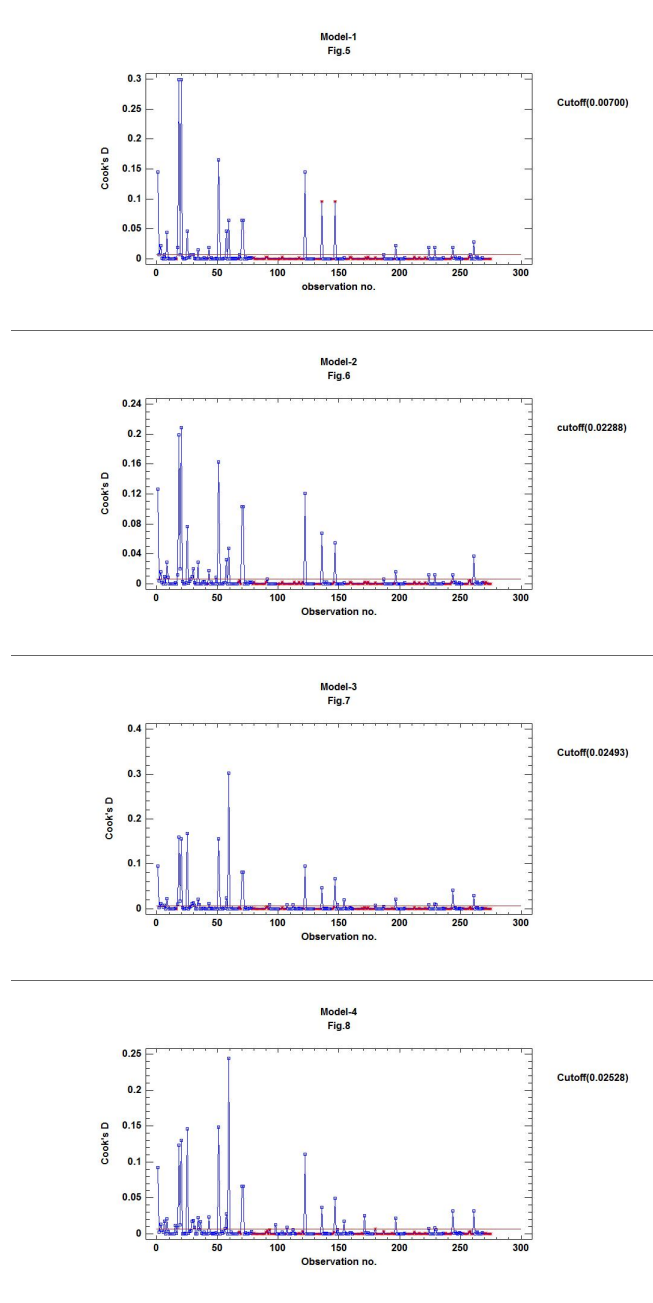 Model-1
Fig.5
Cutoff(0.00700)
Cook's D
0.3
0.25
0.2
0.15
0.1
0.05
0
0 50 100 150 200 250 300
observation no.
Model-2
Fig.6
cutoff(0.02288)
Cook's D
0.24
0.2
0.16
0.12
0.08
0.04
0
0 50 100 150 200 250 300
Observation no.
Model-3
Fig.7
Cutoff(0.02493)
Cook's D
0.4
0.3
0.2
0.1
0
0 50 100 150 200 250 300
Observation no.
Model-4
Fig.8
Cutoff(0.02528)
Cook's D
0.25
0.2
0.15
0.1
0.05
0
0 50 100 150 200 250 300
Observation no.